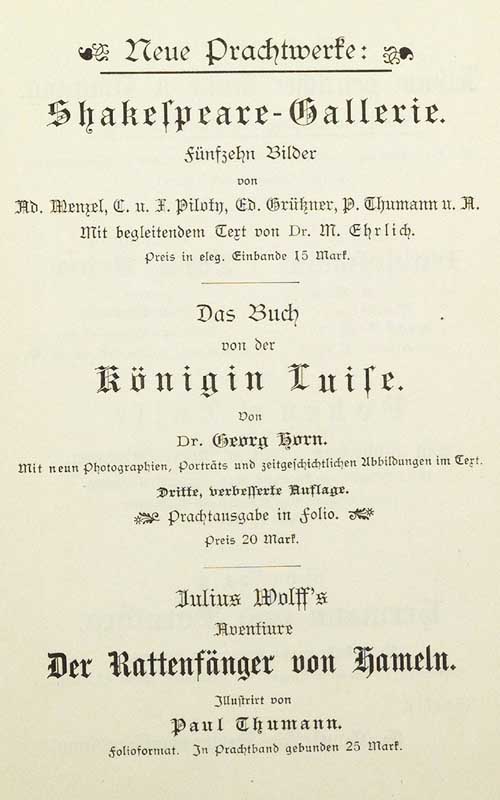 Neue Prachtwerke:
Shakeſpeare-Gallerie.
Fünfzehn Bilder
von
Ad. Menzel, C. u. F. Piloty, Ed. Grützner, P. Thumann u. A.
Mit begleitendem Text von Dr. M. Ehrlich.
Preis in eleg. Einbande 15 Mark.
Das Buch
von der
Königin Luiſe.
Von
Dr. Georg Horn.
Mit neun Photographien, Porträts und zeitgeſchichtlichen Abbildungen im Text.
Dritte, verbeſſerte Auflage.
Prachtausgabe in Folio.
Preis 20 Mark.
Julius Wolff's
Aventiure
Der Rattenfänger von Hameln.
Illuſtrirt von
Paul Thumann.
Folioformat. In Prachtband gebunden 25 Mark.